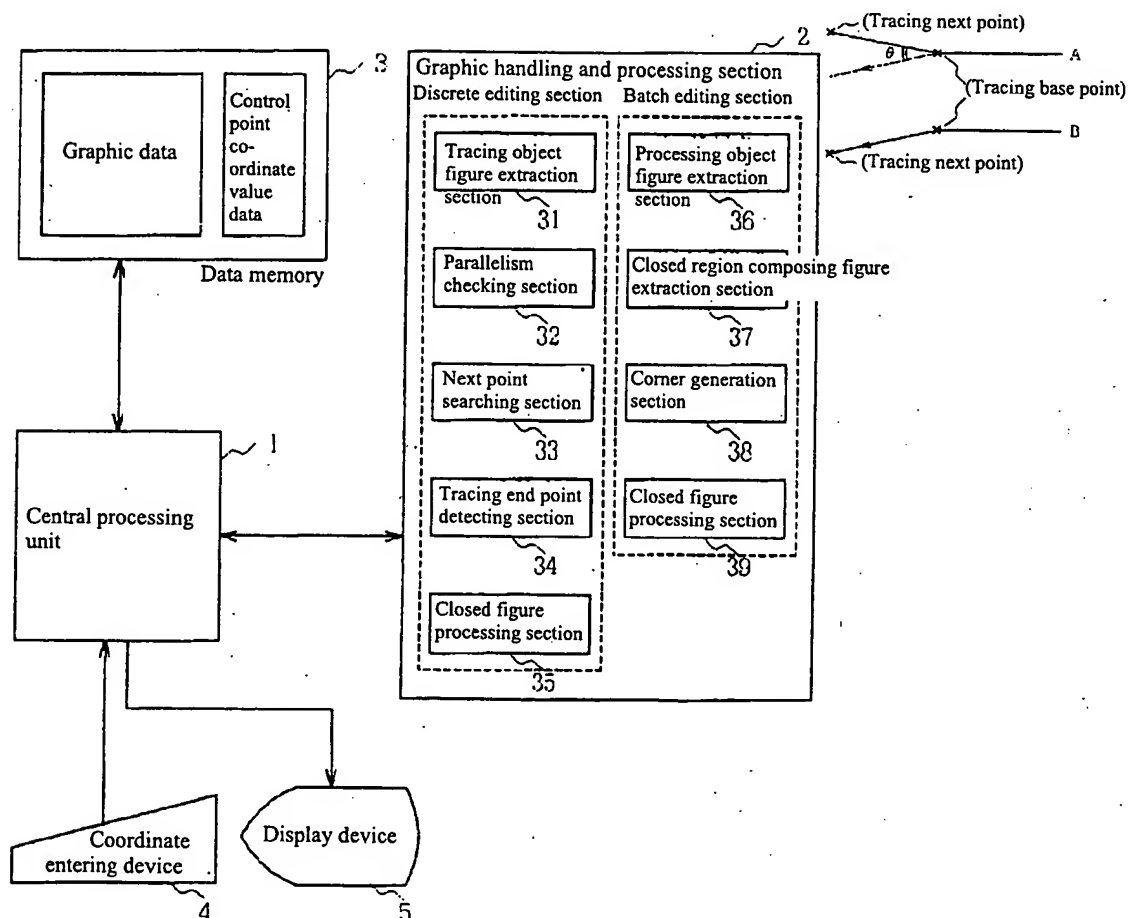 3
Graphic data
Control
point
co-
ordinate
value
data
Data memory
1
Central processing
unit
Coordinate
entering device
4
Display device
5
2
Graphic handling and processing section
Discrete editing section
Tracing object
figure extraction
section
31
Parallelism
checking section
32
Next point
searching section
33
Tracing end point
detecting section
34
Closed figure
processing section
35
Batch editing section
Processing object
figure extraction
section
36
Closed region composing figure
extraction section
37
Corner generation
section
38
Closed figure
processing section
39
(Tracing next point)
θ
A
(Tracing base point)
B
(Tracing next point)